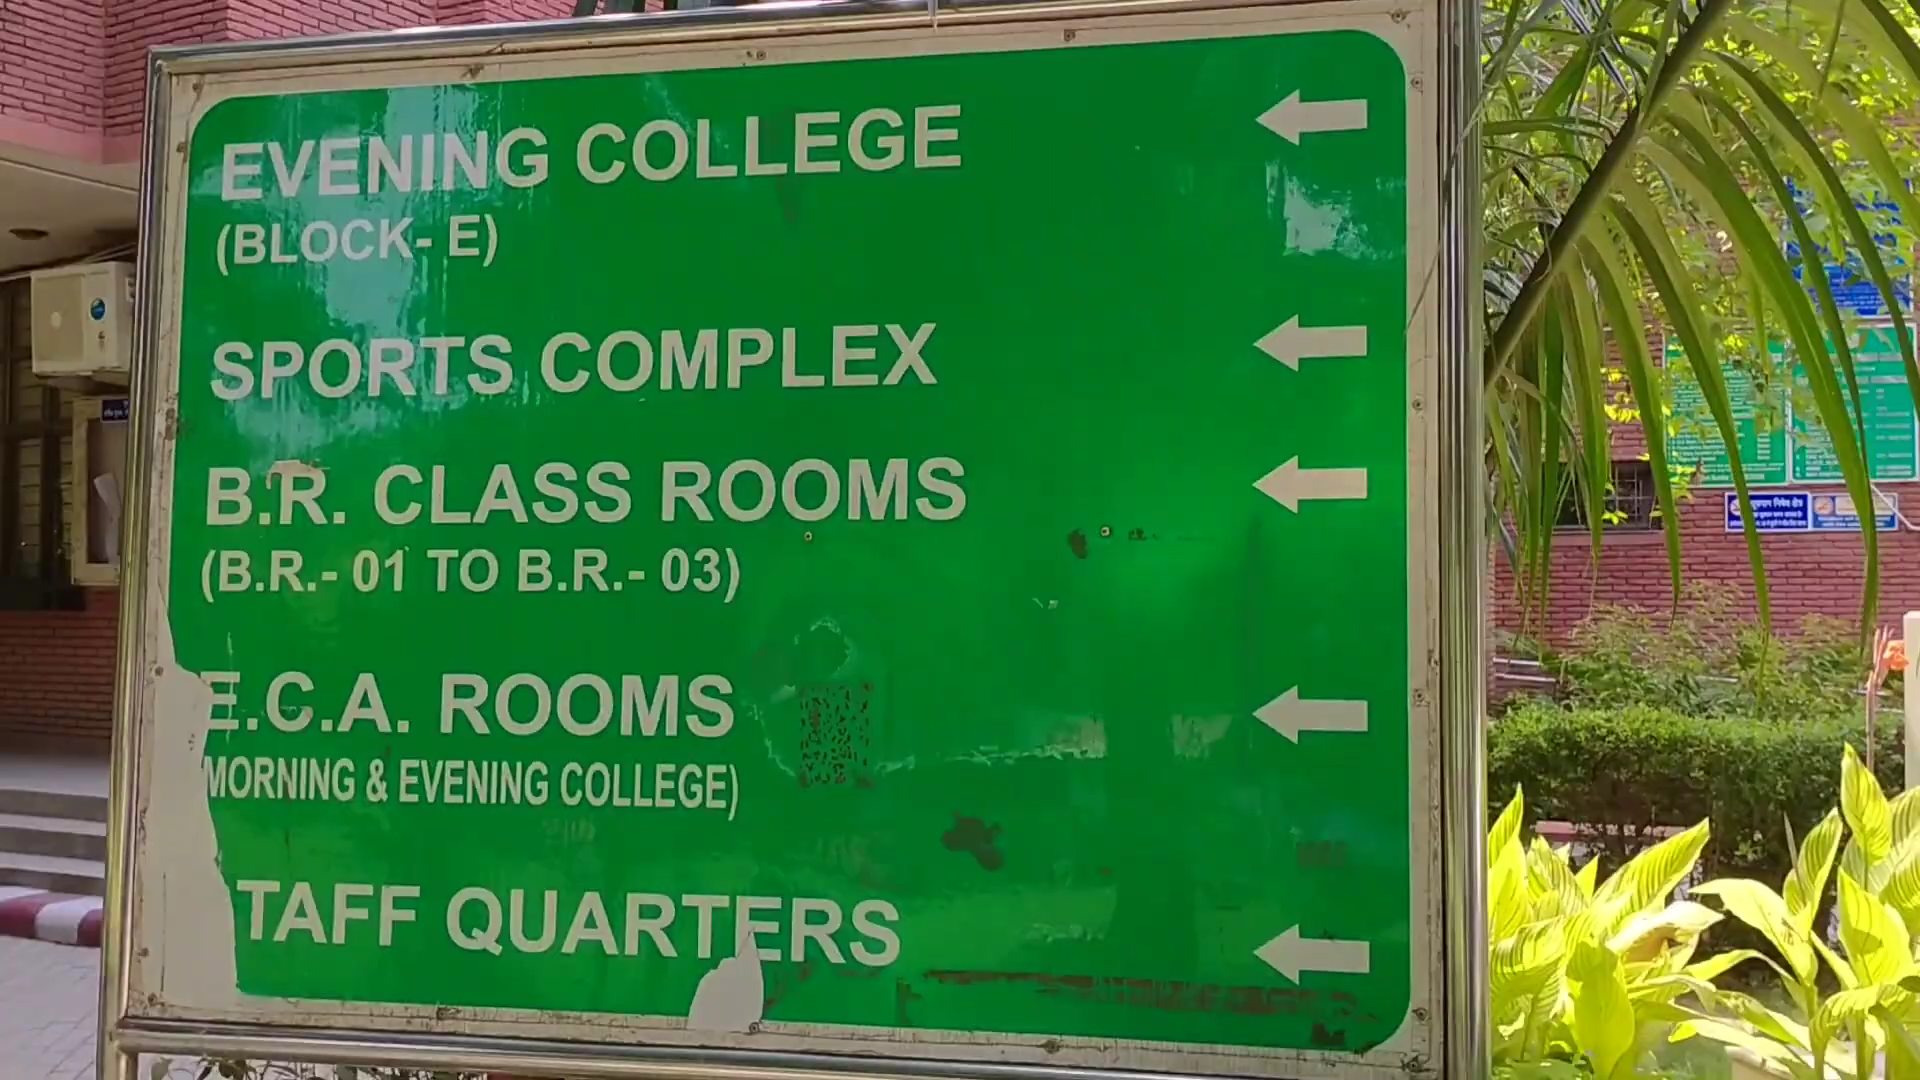 EVENING COLLEGE
(BLOCK- E)
SPORTS COMPLEX
B.R. CLASS ROOMS
(B.R.- 01 TO B.R.- 03)
E.C.A. ROOMS
MORNING & EVENING COLLEGE)
TAFF QUARTERS